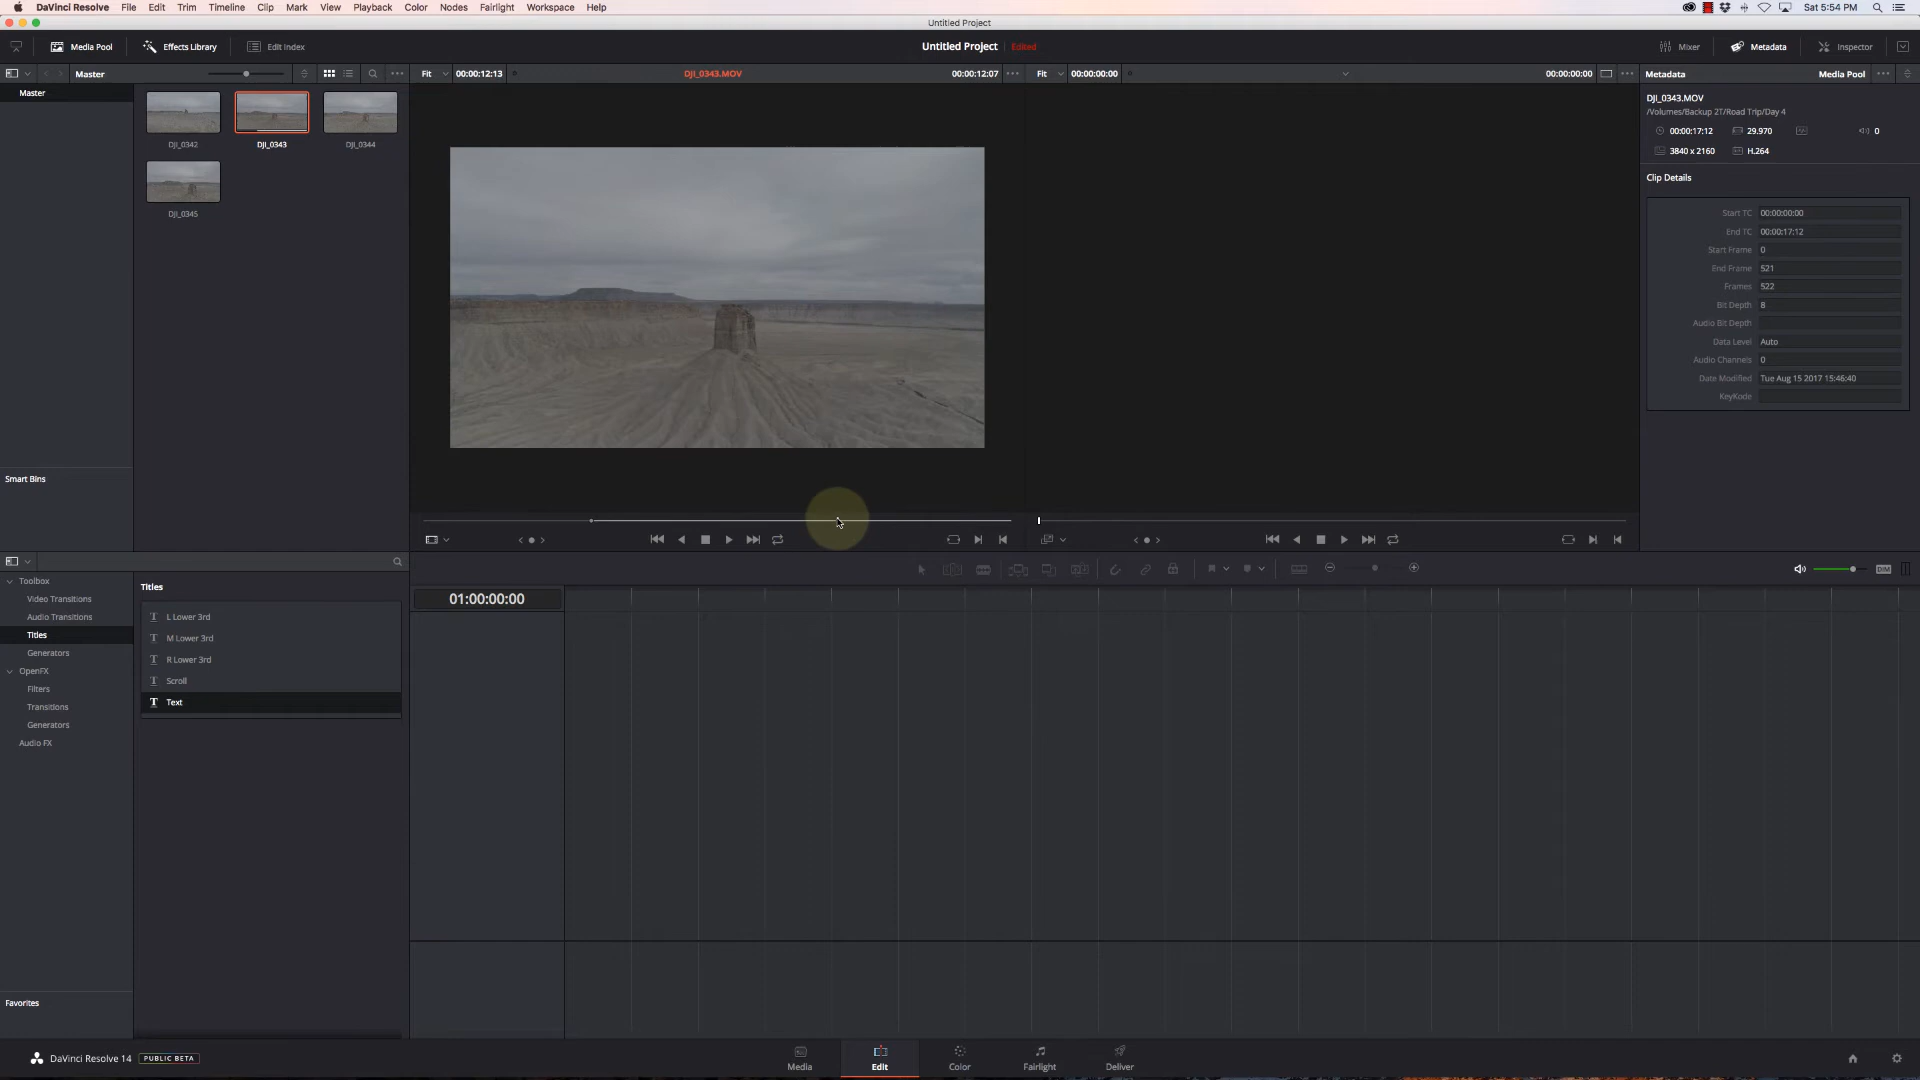 DaVinci Resolve File Edit Trim Timeline Clip Mark View Playback Color Nodes Fairlight Workspace Help Sat 5:54 PM
Untitled Project
Media Pool Effects Library Edit Index Untitled Project Edited Mixer Metadata Inspector
Master Fit 00:00:12:13 DJI_0343.MOV 00:00:12:07 Fit 00:00:00:00 00:00:00:00 Metadata Media Pool
Master
DJI_0343.MOV
/Volumes/Backup 2T/Road Trip/Day 4
00:00:17:12 29.970 0
3840 x 2160 H.264
DJI_0342 DJI_0343 DJI_0344
Clip Details
DJI_0345
Start TC 00:00:00:00
End TC 00:00:17:12
Start Frame 0
End Frame 521
Frames 522
Bit Depth 8
Audio Bit Depth
Data Level Auto
Audio Channels 0
Date Modified Tue Aug 15 2017 15:46:40
KeyKode
Smart Bins
Toolbox
Video Transitions
Audio Transitions
Titles
Generators
OpenFX
Filters
Transitions
Generators
Audio FX
Titles
L Lower 3rd
M Lower 3rd
R Lower 3rd
Scroll
Text
01:00:00:00
DIM
Favorites
DaVinci Resolve 14 PUBLIC BETA
Media Edit Color Fairlight Deliver